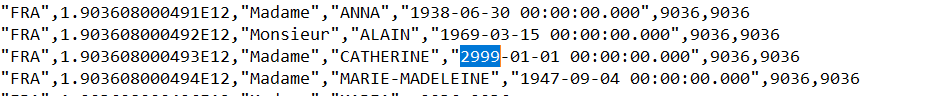 "FRA",1.903608000491E12,"Madame","ANNA","1938-06-30 00:00:00.000",9036,9036
"FRA",1.903608000492E12,"Monsieur","ALAIN","1969-03-15 00:00:00.000",9036,9036
"FRA",1.903608000493E12,"Madame","CATHERINE","2999-01-01 00:00:00.000",9036,9036
"FRA",1.903608000494E12,"Madame","MARIE-MADELEINE","1947-09-04 00:00:00.000",9036,9036